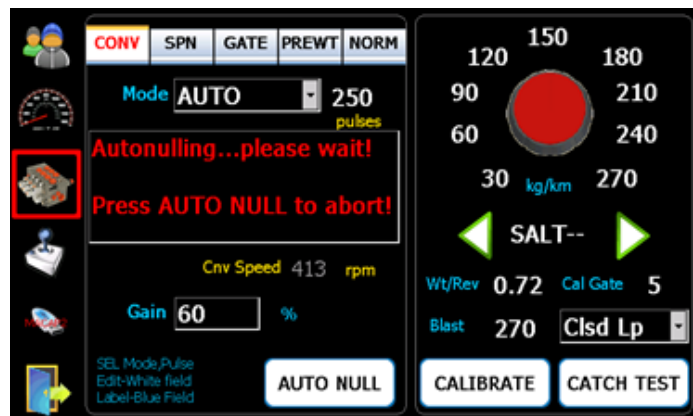 CONV SPN GATE PREWT NORM
Mode AUTO 250
pulses
Autonulling...please wait!
Press AUTO NULL to abort!
Cnv Speed 413 rpm
Gain 60 %
SEL Mode,Pulse
Edit-White field
Label-Blue Field
AUTO NULL
150
120 180
90 210
60 240
30 kg/km 270
SALT--
Wt/Rev 0.72 Cal Gate 5
Blast 270 Clsd Lp
CALIBRATE CATCH TEST